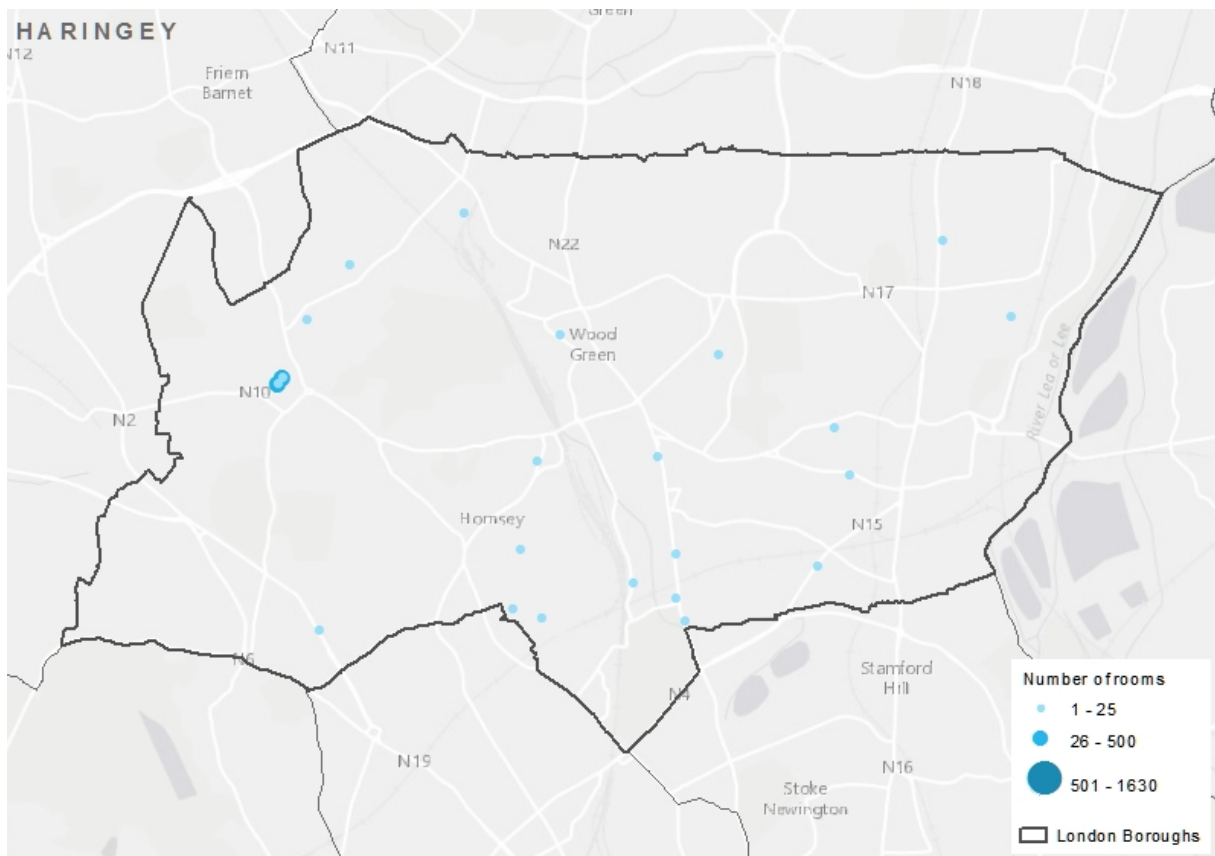 Green
HARINGEY
N11
N12
Friern
Barnet
N18
N22
N17
Wood
Green
River Lea or Lee
N10
N2
Hornsey
N15
N6
Stamford
Hill
N4
N19
N16
Stoke
Newington
Number of rooms
1 - 25
26 - 500
501 - 1630
London Boroughs